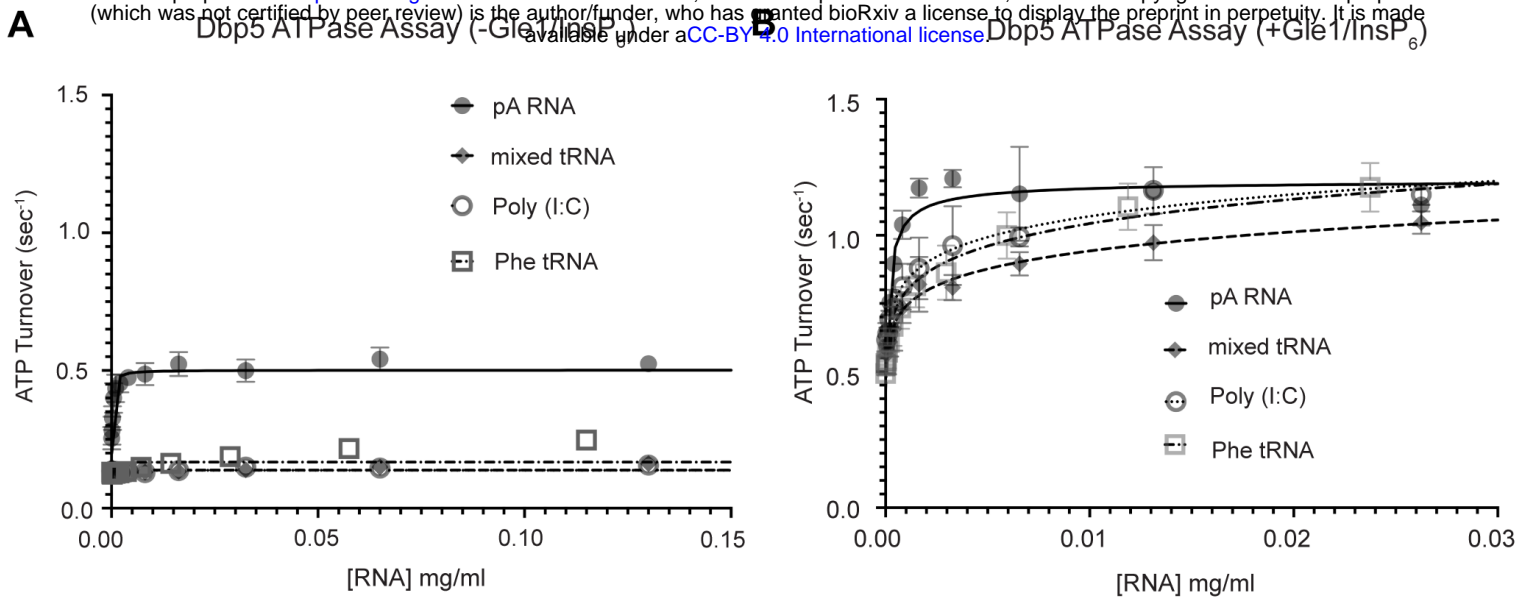 (which was not certified by peer review) is the author/funder, who has granted bioRxiv a license to display the preprint in perpetuity. It is made
available under aCC-BY 4.0 International license.
A
Dbp5 ATPase Assay (-Gle1/InsP6)
1.5
1.0
0.5
0.0
ATP Turnover (sec-1)
pA RNA
mixed tRNA
Poly (I:C)
Phe tRNA
0.00
0.05
0.10
0.15
[RNA] mg/ml
B
Dbp5 ATPase Assay (+Gle1/InsP6)
1.5
1.0
0.5
0.0
ATP Turnover (sec-1)
pA RNA
mixed tRNA
Poly (I:C)
Phe tRNA
0.00
0.01
0.02
0.03
[RNA] mg/ml